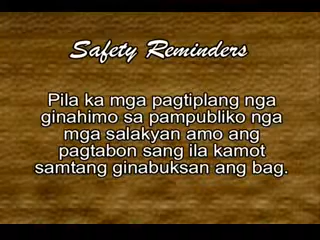 Safety Reminders
Pila ka mga pagtiplang nga
ginahimo sa pampubliko nga
mga salakyan amo ang
pagtabon sang ila kamot
samtang ginabuksan ang bag.